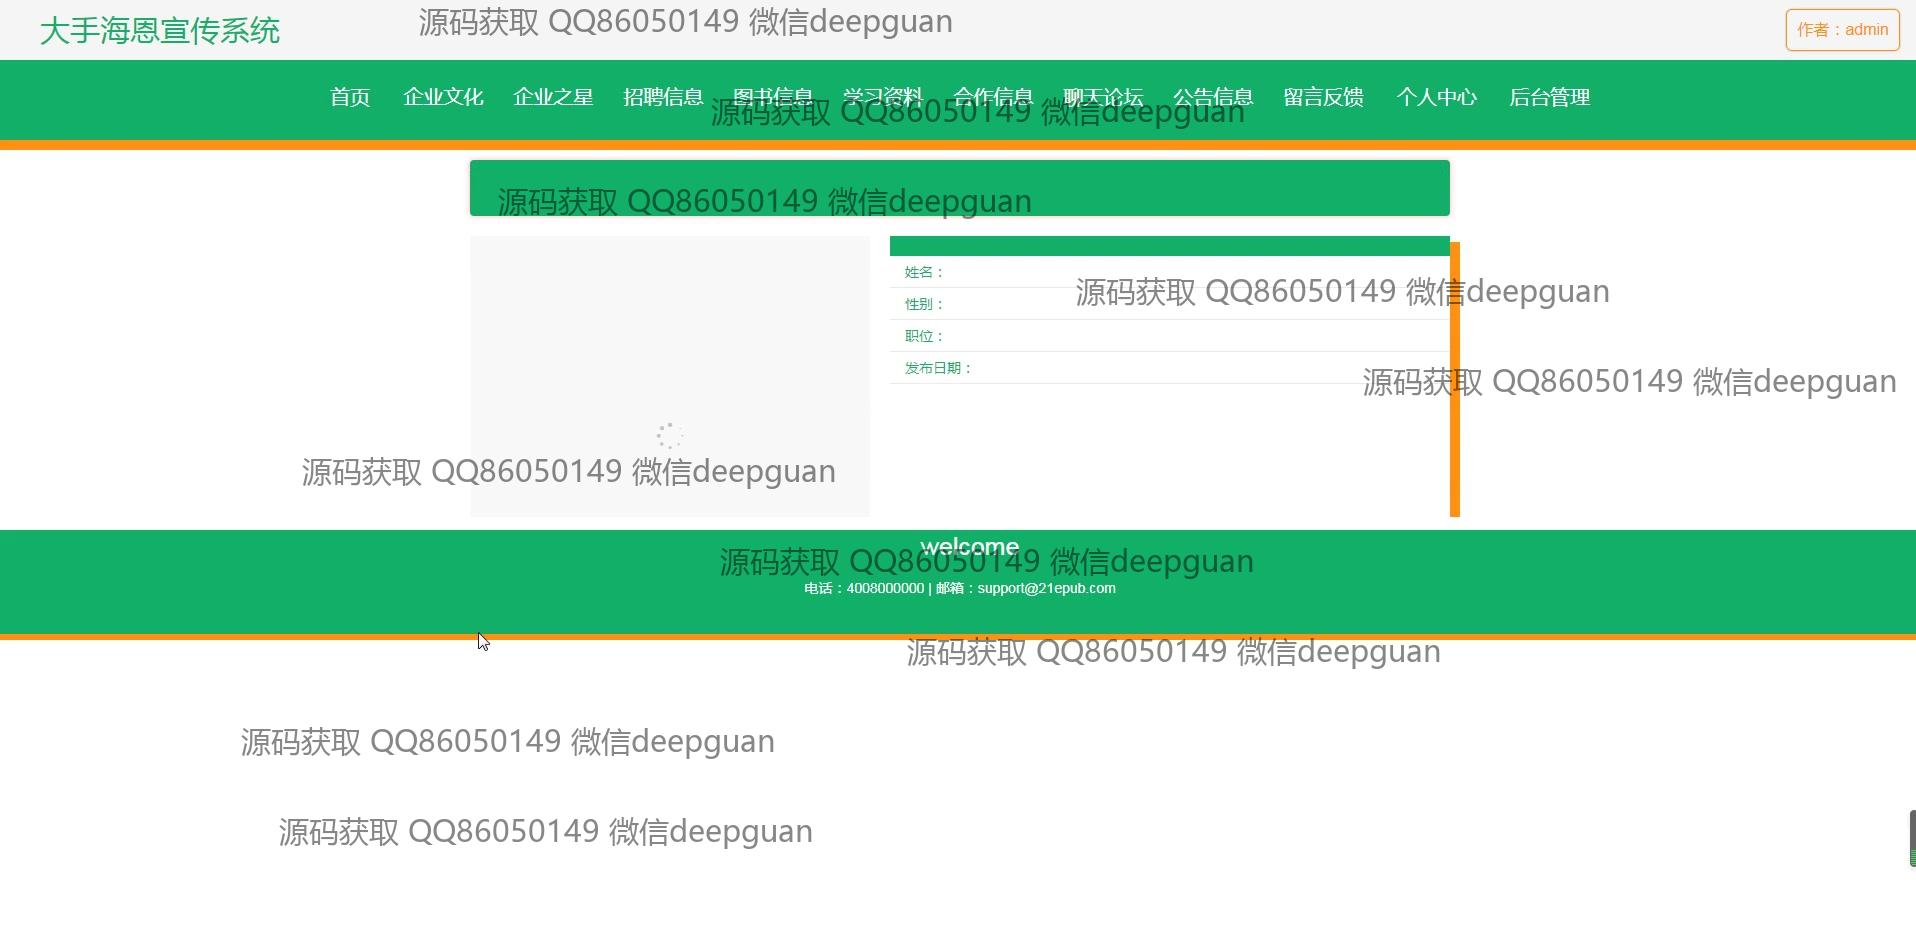 大手海恩宣传系统
源码获取 QQ86050149 微信deepguan
作者：admin
首页 企业文化 企业之星 招聘信息 图书信息 学习资料 合作信息 聊天论坛 公告信息 留言反馈 个人中心 后台管理
源码获取 QQ86050149 微信deepguan
源码获取 QQ86050149 微信deepguan
姓名：
源码获取 QQ86050149 微信deepguan
性别：
职位：
发布日期：
源码获取 QQ86050149 微信deepguan
源码获取 QQ86050149 微信deepguan
welcome
源码获取 QQ86050149 微信deepguan
电话：4008000000 | 邮箱：support@21epub.com
源码获取 QQ86050149 微信deepguan
源码获取 QQ86050149 微信deepguan
源码获取 QQ86050149 微信deepguan